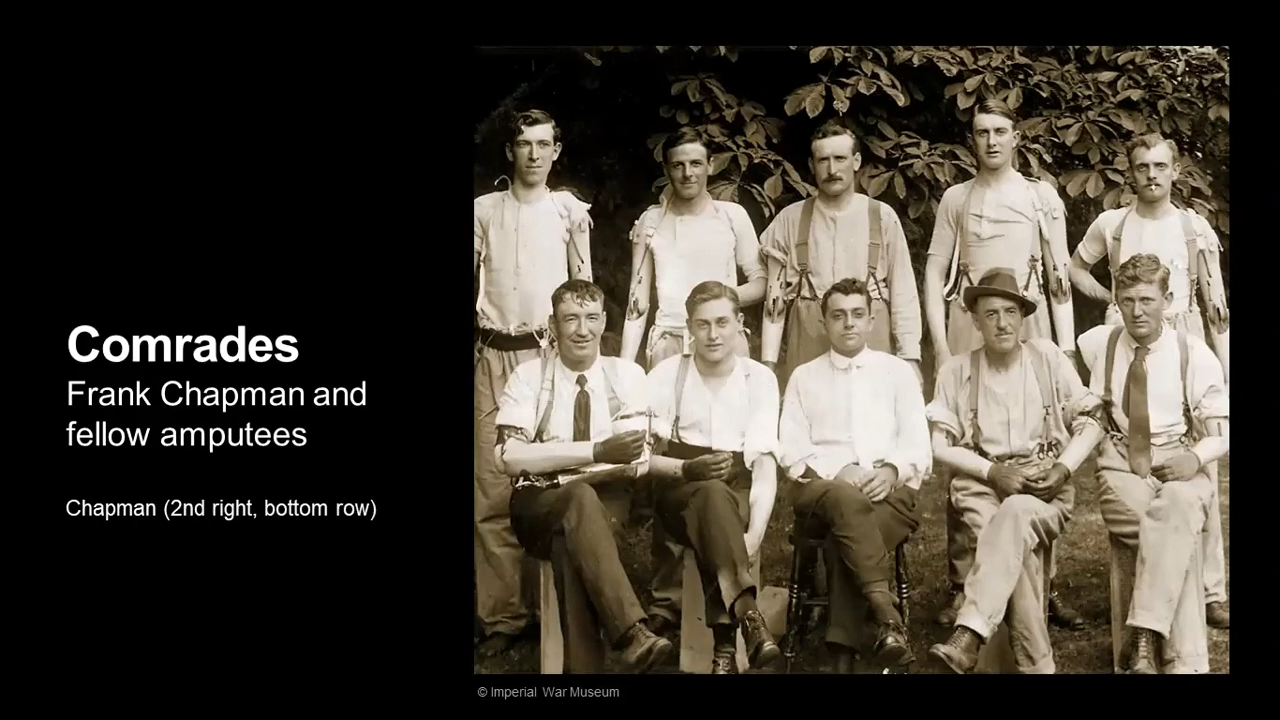 Comrades
Frank Chapman and
fellow amputees
Chapman (2nd right, bottom row)
© Imperial War Museum